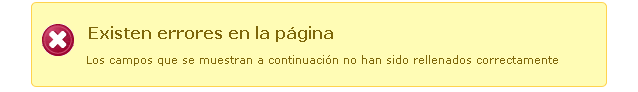 Existen errores en la página
Los campos que se muestran a continuación no han sido rellenados correctamente